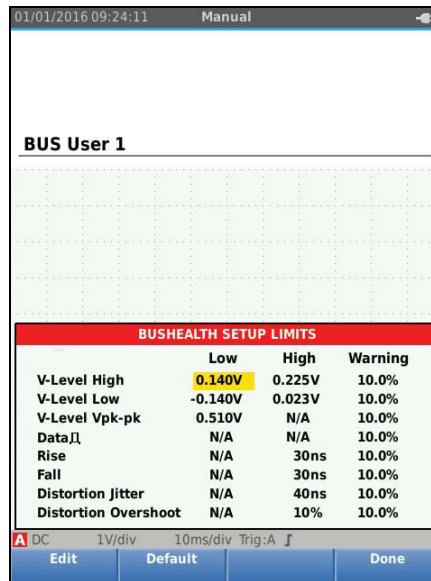 01/01/2016 09:24:11 Manual
BUS User 1
BUSHEALTH SETUP LIMITS
Low High Warning
V-Level High 0.140V 0.225V 10.0%
V-Level Low -0.140V 0.023V 10.0%
V-Level Vpk-pk 0.510V N/A 10.0%
Data N/A N/A 10.0%
Rise N/A 30ns 10.0%
Fall N/A 30ns 10.0%
Distortion Jitter N/A 40ns 10.0%
Distortion Overshoot N/A 10% 10.0%
A DC 1V/div 10ms/div Trig:A
Edit Default Done